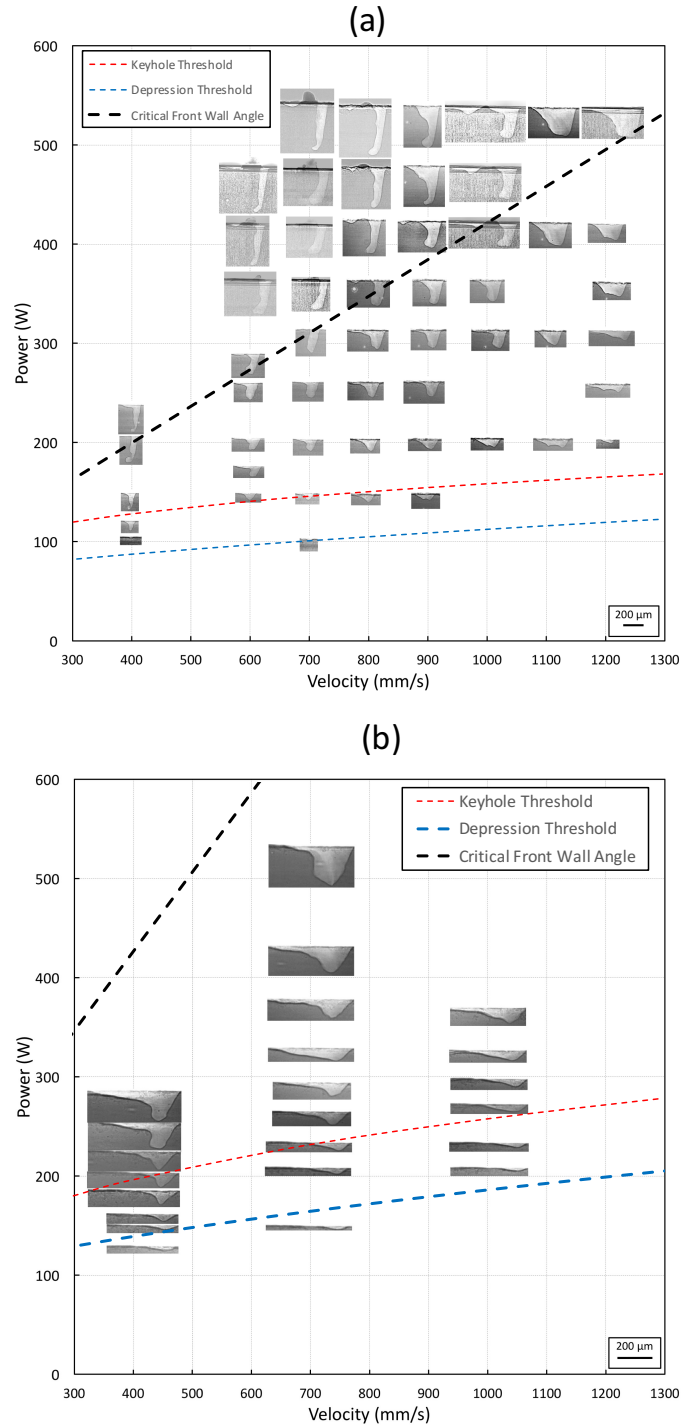 (a)
600
500
400
300
200
100
0
Power (W)
Keyhole Threshold
Depression Threshold
Critical Front Wall Angle
200 µm
300 400 500 600 700 800 900 1000 1100 1200 1300
Velocity (mm/s)
(b)
600
500
400
300
200
100
0
Power (W)
Keyhole Threshold
Depression Threshold
Critical Front Wall Angle
200 µm
300 400 500 600 700 800 900 1000 1100 1200 1300
Velocity (mm/s)